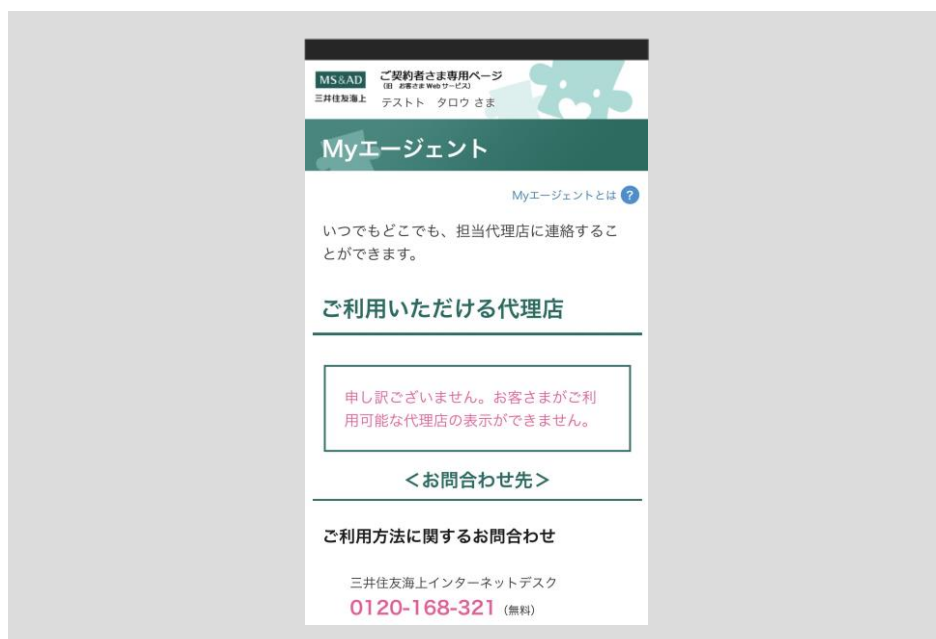 MS&AD
三井住友海上
ご契約者さま専用ページ
(旧 お客さまWebサービス)
テストト タロウ さま
Myエージェント
Myエージェントとは ?
いつでもどこでも、担当代理店に連絡するこ
とができます。
ご利用いただける代理店
申し訳ございません。お客さまがご利
用可能な代理店の表示ができません。
＜お問合わせ先＞
ご利用方法に関するお問合わせ
三井住友海上インターネットデスク
0120-168-321 (無料)